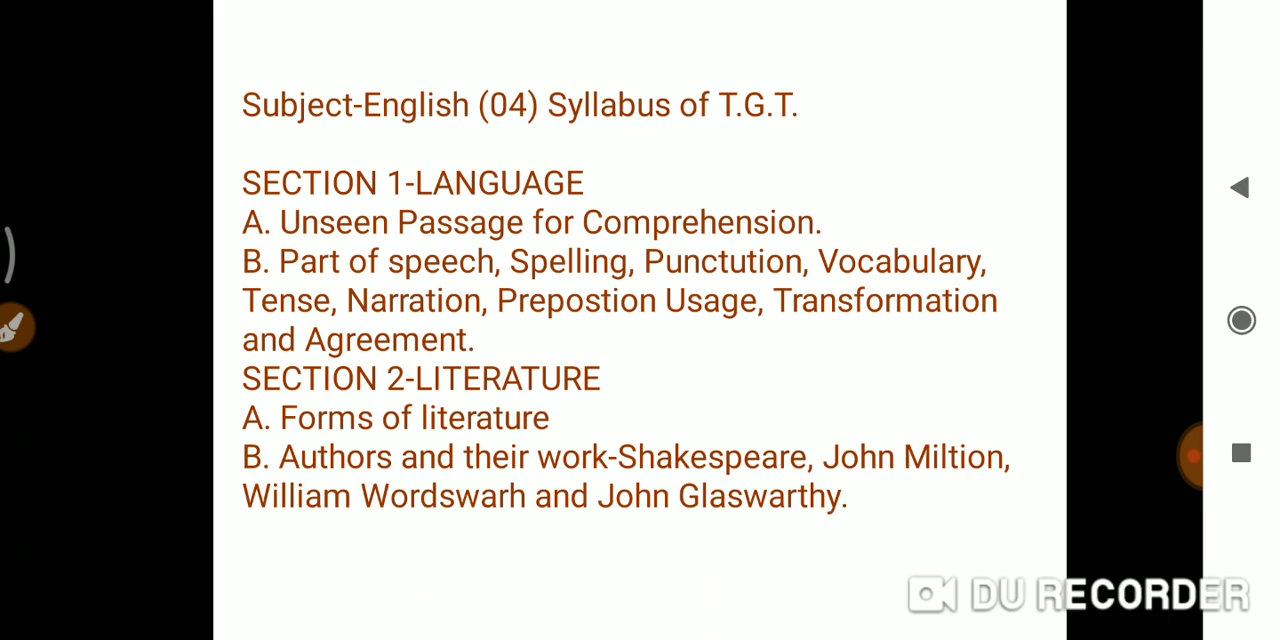 Subject-English (04) Syllabus of T.G.T.
SECTION 1-LANGUAGE
A. Unseen Passage for Comprehension.
B. Part of speech, Spelling, Punctution, Vocabulary,
Tense, Narration, Prepostion Usage, Transformation
and Agreement.
SECTION 2-LITERATURE
A. Forms of literature
B. Authors and their work-Shakespeare, John Miltion,
William Wordswarh and John Glaswarthy.
DU RECORDER